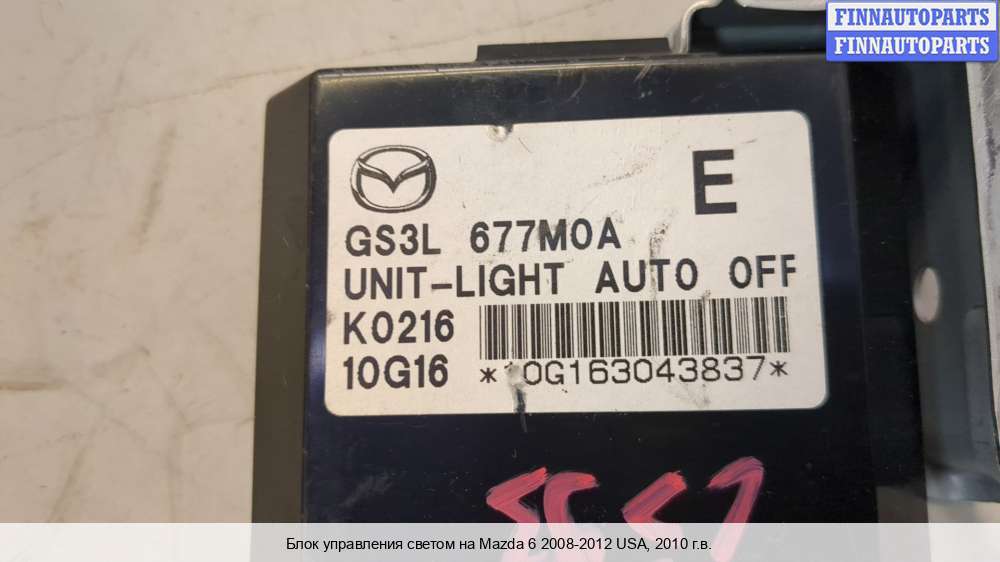 FINNAUTOPARTS
FINNAUTOPARTS
E
GS3L 677M0A
UNIT-LIGHT AUTO OFF
K0216
10G16 *10G163043837*
Блок управления светом на Mazda 6 2008-2012 USA, 2010 г.в.